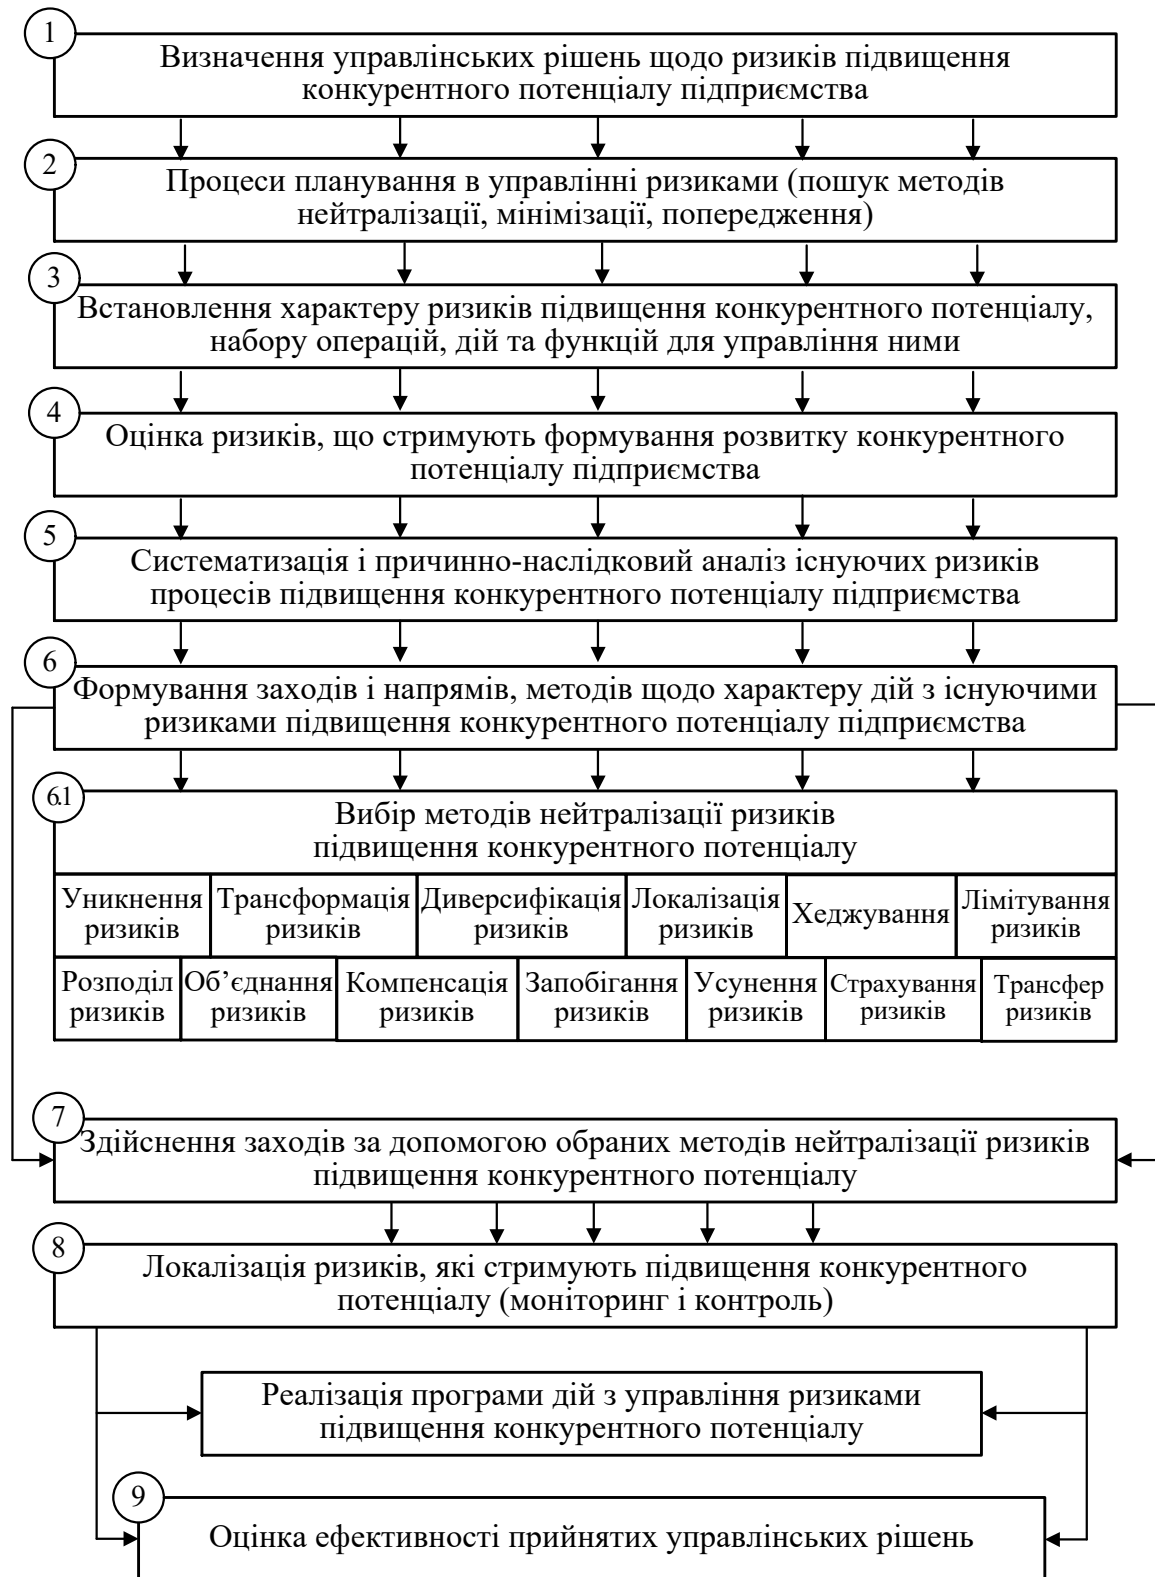 1
Визначення управлінських рішень щодо ризиків підвищення
конкурентного потенціалу підприємства
2
Процеси планування в управлінні ризиками (пошук методів
нейтралізації, мінімізації, попередження)
3
Встановлення характеру ризиків підвищення конкурентного потенціалу,
набору операцій, дій та функцій для управління ними
4
Оцінка ризиків, що стримують формування розвитку конкурентного
потенціалу підприємства
5
Систематизація і причинно-наслідковий аналіз існуючих ризиків
процесів підвищення конкурентного потенціалу підприємства
6
Формування заходів і напрямів, методів щодо характеру дій з існуючими
ризиками підвищення конкурентного потенціалу підприємства
6.1
Вибір методів нейтралізації ризиків
підвищення конкурентного потенціалу
Уникнення
ризиків
Трансформація
ризиків
Диверсифікація
ризиків
Локалізація
ризиків
Хеджування
Лімітування
ризиків
Розподіл
ризиків
Об’єднання
ризиків
Компенсація
ризиків
Запобігання
ризиків
Усунення
ризиків
Страхування
ризиків
Трансфер
ризиків
7
Здійснення заходів за допомогою обраних методів нейтралізації ризиків
підвищення конкурентного потенціалу
8
Локалізація ризиків, які стримують підвищення конкурентного
потенціалу (моніторинг і контроль)
Реалізація програми дій з управління ризиками
підвищення конкурентного потенціалу
9
Оцінка ефективності прийнятих управлінських рішень